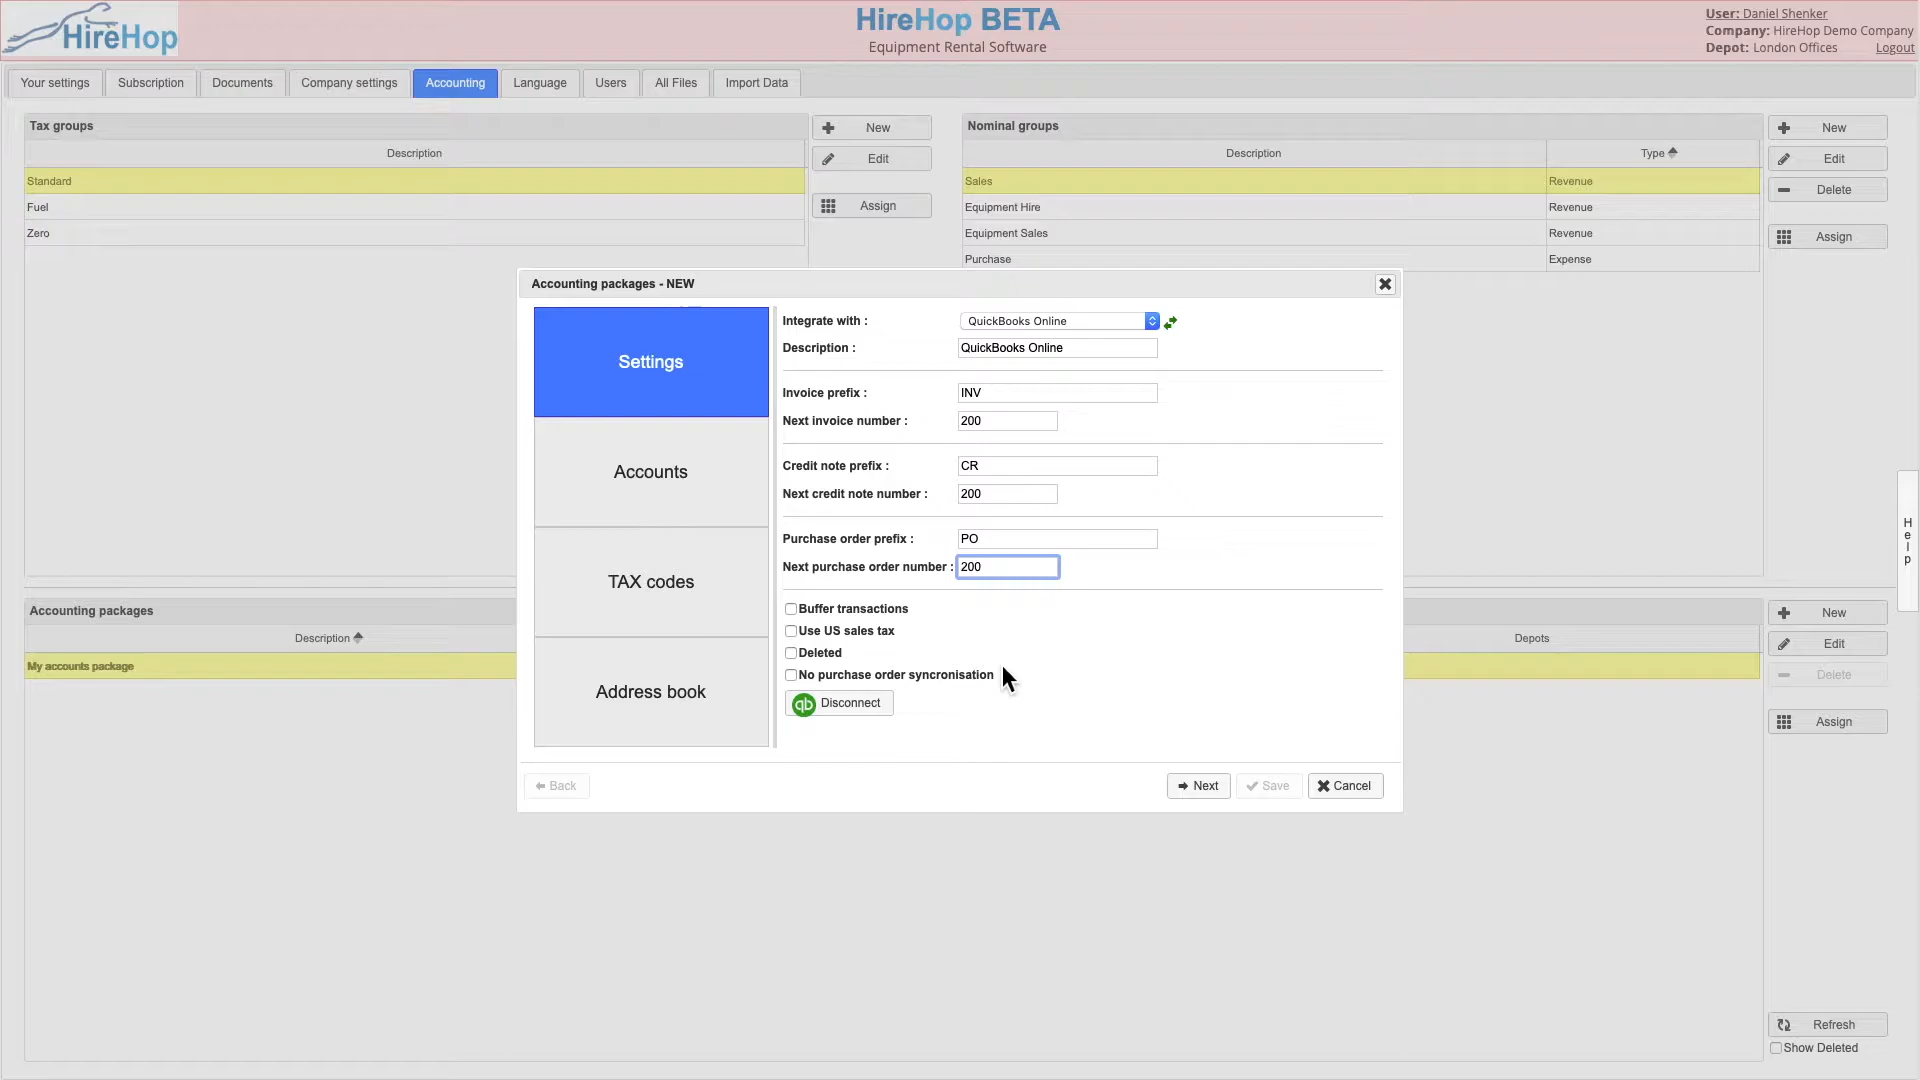 HireHop
HireHop BETA
Equipment Rental Software
User: Daniel Shenker
Company: HireHop Demo Company
Depot: London Offices
Logout
Your settings
Subscription
Documents
Company settings
Accounting
Language
Users
All Files
Import Data
Tax groups
Description
Standard
Fuel
Zero
New
Edit
Assign
Nominal groups
Description
Type
Sales
Revenue
Equipment Hire
Revenue
Equipment Sales
Revenue
Purchase
Expense
New
Edit
Delete
Assign
Accounting packages - NEW
Settings
Accounts
TAX codes
Address book
Integrate with :
QuickBooks Online
Description :
QuickBooks Online
Invoice prefix :
INV
Next invoice number :
200
Credit note prefix :
CR
Next credit note number :
200
Purchase order prefix :
PO
Next purchase order number :
200
Buffer transactions
Use US sales tax
Deleted
No purchase order syncronisation
qb Disconnect
Back
Next
Save
Cancel
Help
Accounting packages
Description
Depots
My accounts package
New
Edit
Delete
Assign
Refresh
Show Deleted